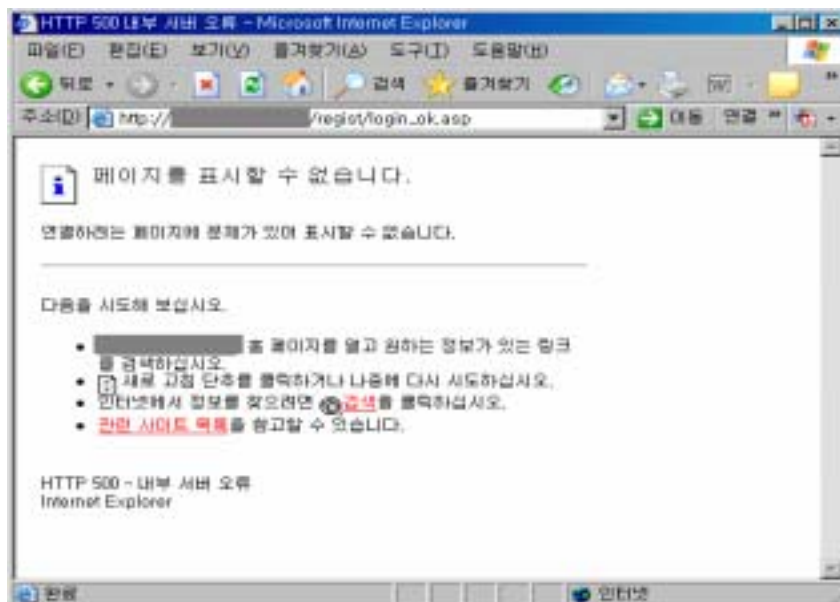 HTTP 500 내부 서버 오류 - Microsoft Internet Explorer
파일(F) 편집(E) 보기(V) 즐겨찾기(A) 도구(T) 도움말(H)
뒤로 검색 즐겨찾기
주소(D) http:// /regist/login_ok.asp 이동 연결 »
페이지를 표시할 수 없습니다.
연결하려는 페이지에 문제가 있어 표시할 수 없습니다.
다음을 시도해 보십시오.
• 홈 페이지를 열고 원하는 정보가 있는 링크
를 검색하십시오.
• 새로 고침 단추를 클릭하거나 나중에 다시 시도하십시오.
• 인터넷에서 정보를 찾으려면 검색을 클릭하십시오.
• 관련 사이트 목록을 참고할 수 있습니다.
HTTP 500 - 내부 서버 오류
Internet Explorer
완료 인터넷